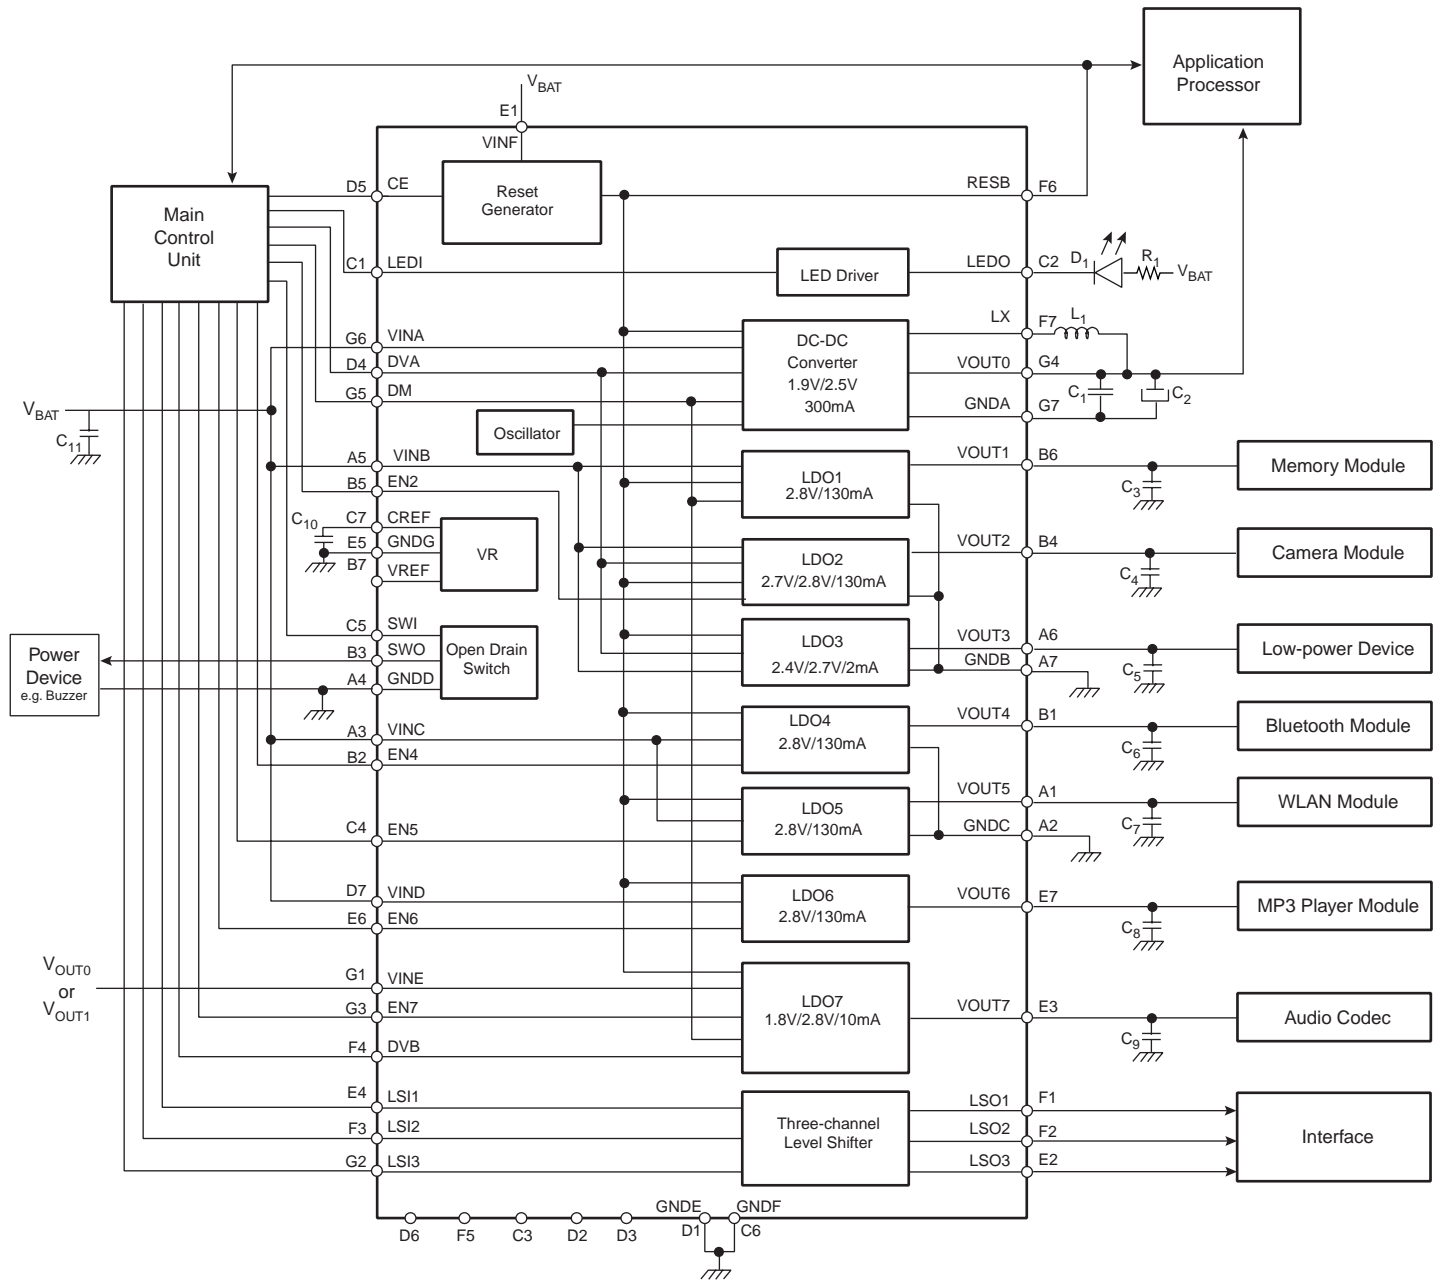 Application
Processor
VBAT
E1
VINF
Main
Control
Unit
D5
CE
Reset
Generator
RESB
F6
C1
LEDI
LED Driver
LEDO
C2
D1
R1
VBAT
LX
F7
L1
G6
VINA
DC-DC
Converter
1.9V/2.5V
300mA
D4
DVA
VOUT0
G4
G5
DM
C1
C2
GNDA
G7
VBAT
C11
Oscillator
A5
VINB
VOUT1
B6
Memory Module
B5
EN2
LDO1
2.8V/130mA
C3
C10
C7
CREF
E5
GNDG
VR
B7
VREF
LDO2
2.7V/2.8V/130mA
VOUT2
B4
Camera Module
C4
C5
SWI
Power
Device
e.g. Buzzer
B3
SWO
Open Drain
Switch
A4
GNDD
LDO3
2.4V/2.7V/2mA
VOUT3
A6
Low-power Device
GNDB
A7
C5
A3
VINC
LDO4
2.8V/130mA
VOUT4
B1
Bluetooth Module
B2
EN4
C6
C4
EN5
LDO5
2.8V/130mA
VOUT5
A1
WLAN Module
GNDC
A2
C7
D7
VIND
LDO6
2.8V/130mA
VOUT6
E7
MP3 Player Module
E6
EN6
C8
VOUT0
or
VOUT1
G1
VINE
G3
EN7
LDO7
1.8V/2.8V/10mA
VOUT7
E3
Audio Codec
F4
DVB
C9
E4
LSI1
Three-channel
Level Shifter
LSO1
F1
F3
LSI2
LSO2
F2
Interface
G2
LSI3
LSO3
E2
GNDE
GNDF
D6
F5
C3
D2
D3
D1
C6